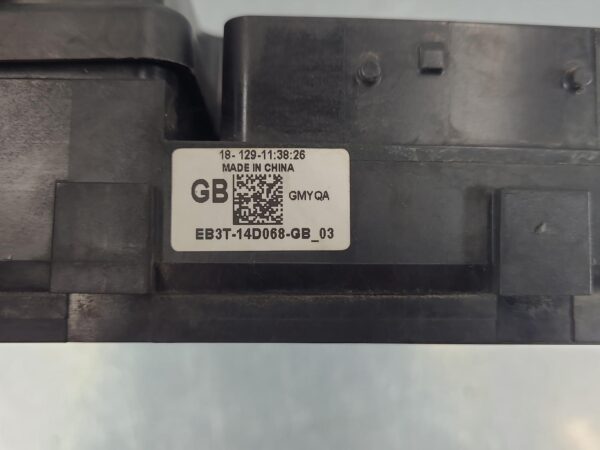 18- 129-11:38:26
MADE IN CHINA
GB GMYQA
EB3T-14D068-GB_03